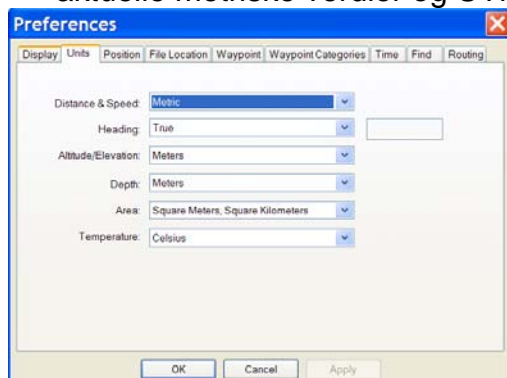 Preferences
Display Units Position File Location Waypoint Waypoint Categories Time Find Routing
Distance & Speed: Metric
Heading: True
Altitude/Elevation: Meters
Depth: Meters
Area: Square Meters, Square Kilometers
Temperature: Celsius
OK Cancel Apply